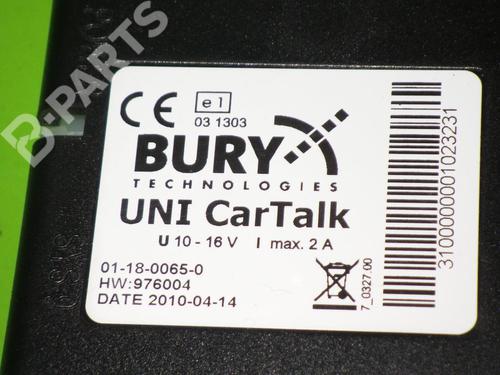 B-PARTS
CE e1
03 1303
BURY
TECHNOLOGIES
UNI CarTalk
U 10 - 16 V I max. 2 A
01-18-0065-0
HW:976004
DATE 2010-04-14
7_0327.00
3100000001023231